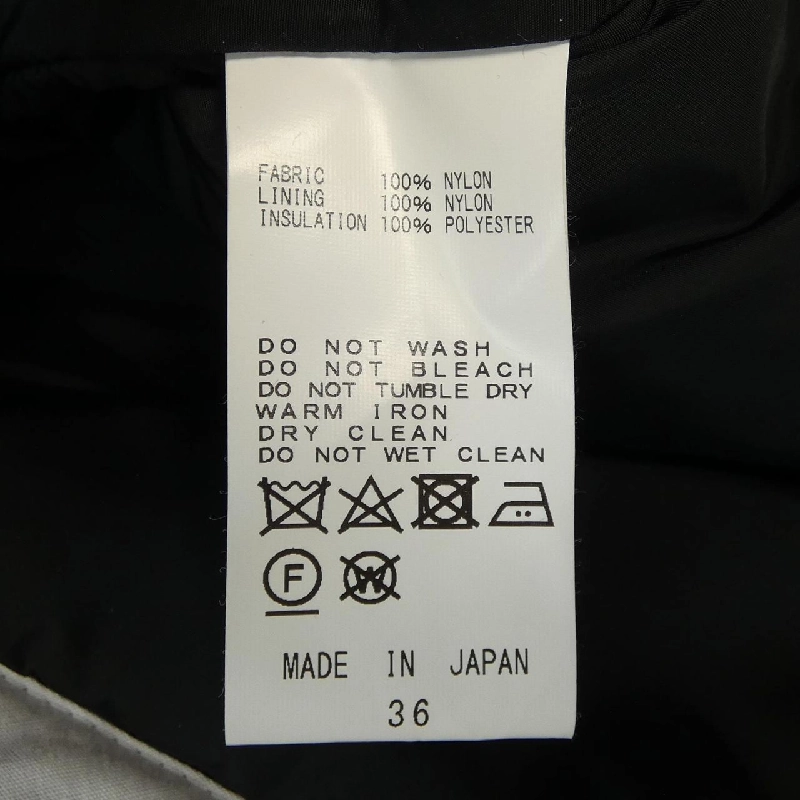 FABRIC 100% NYLON
LINING 100% NYLON
INSULATION 100% POLYESTER
DO NOT WASH
DO NOT BLEACH
DO NOT TUMBLE DRY
WARM IRON
DRY CLEAN
DO NOT WET CLEAN
F W
MADE IN JAPAN
36